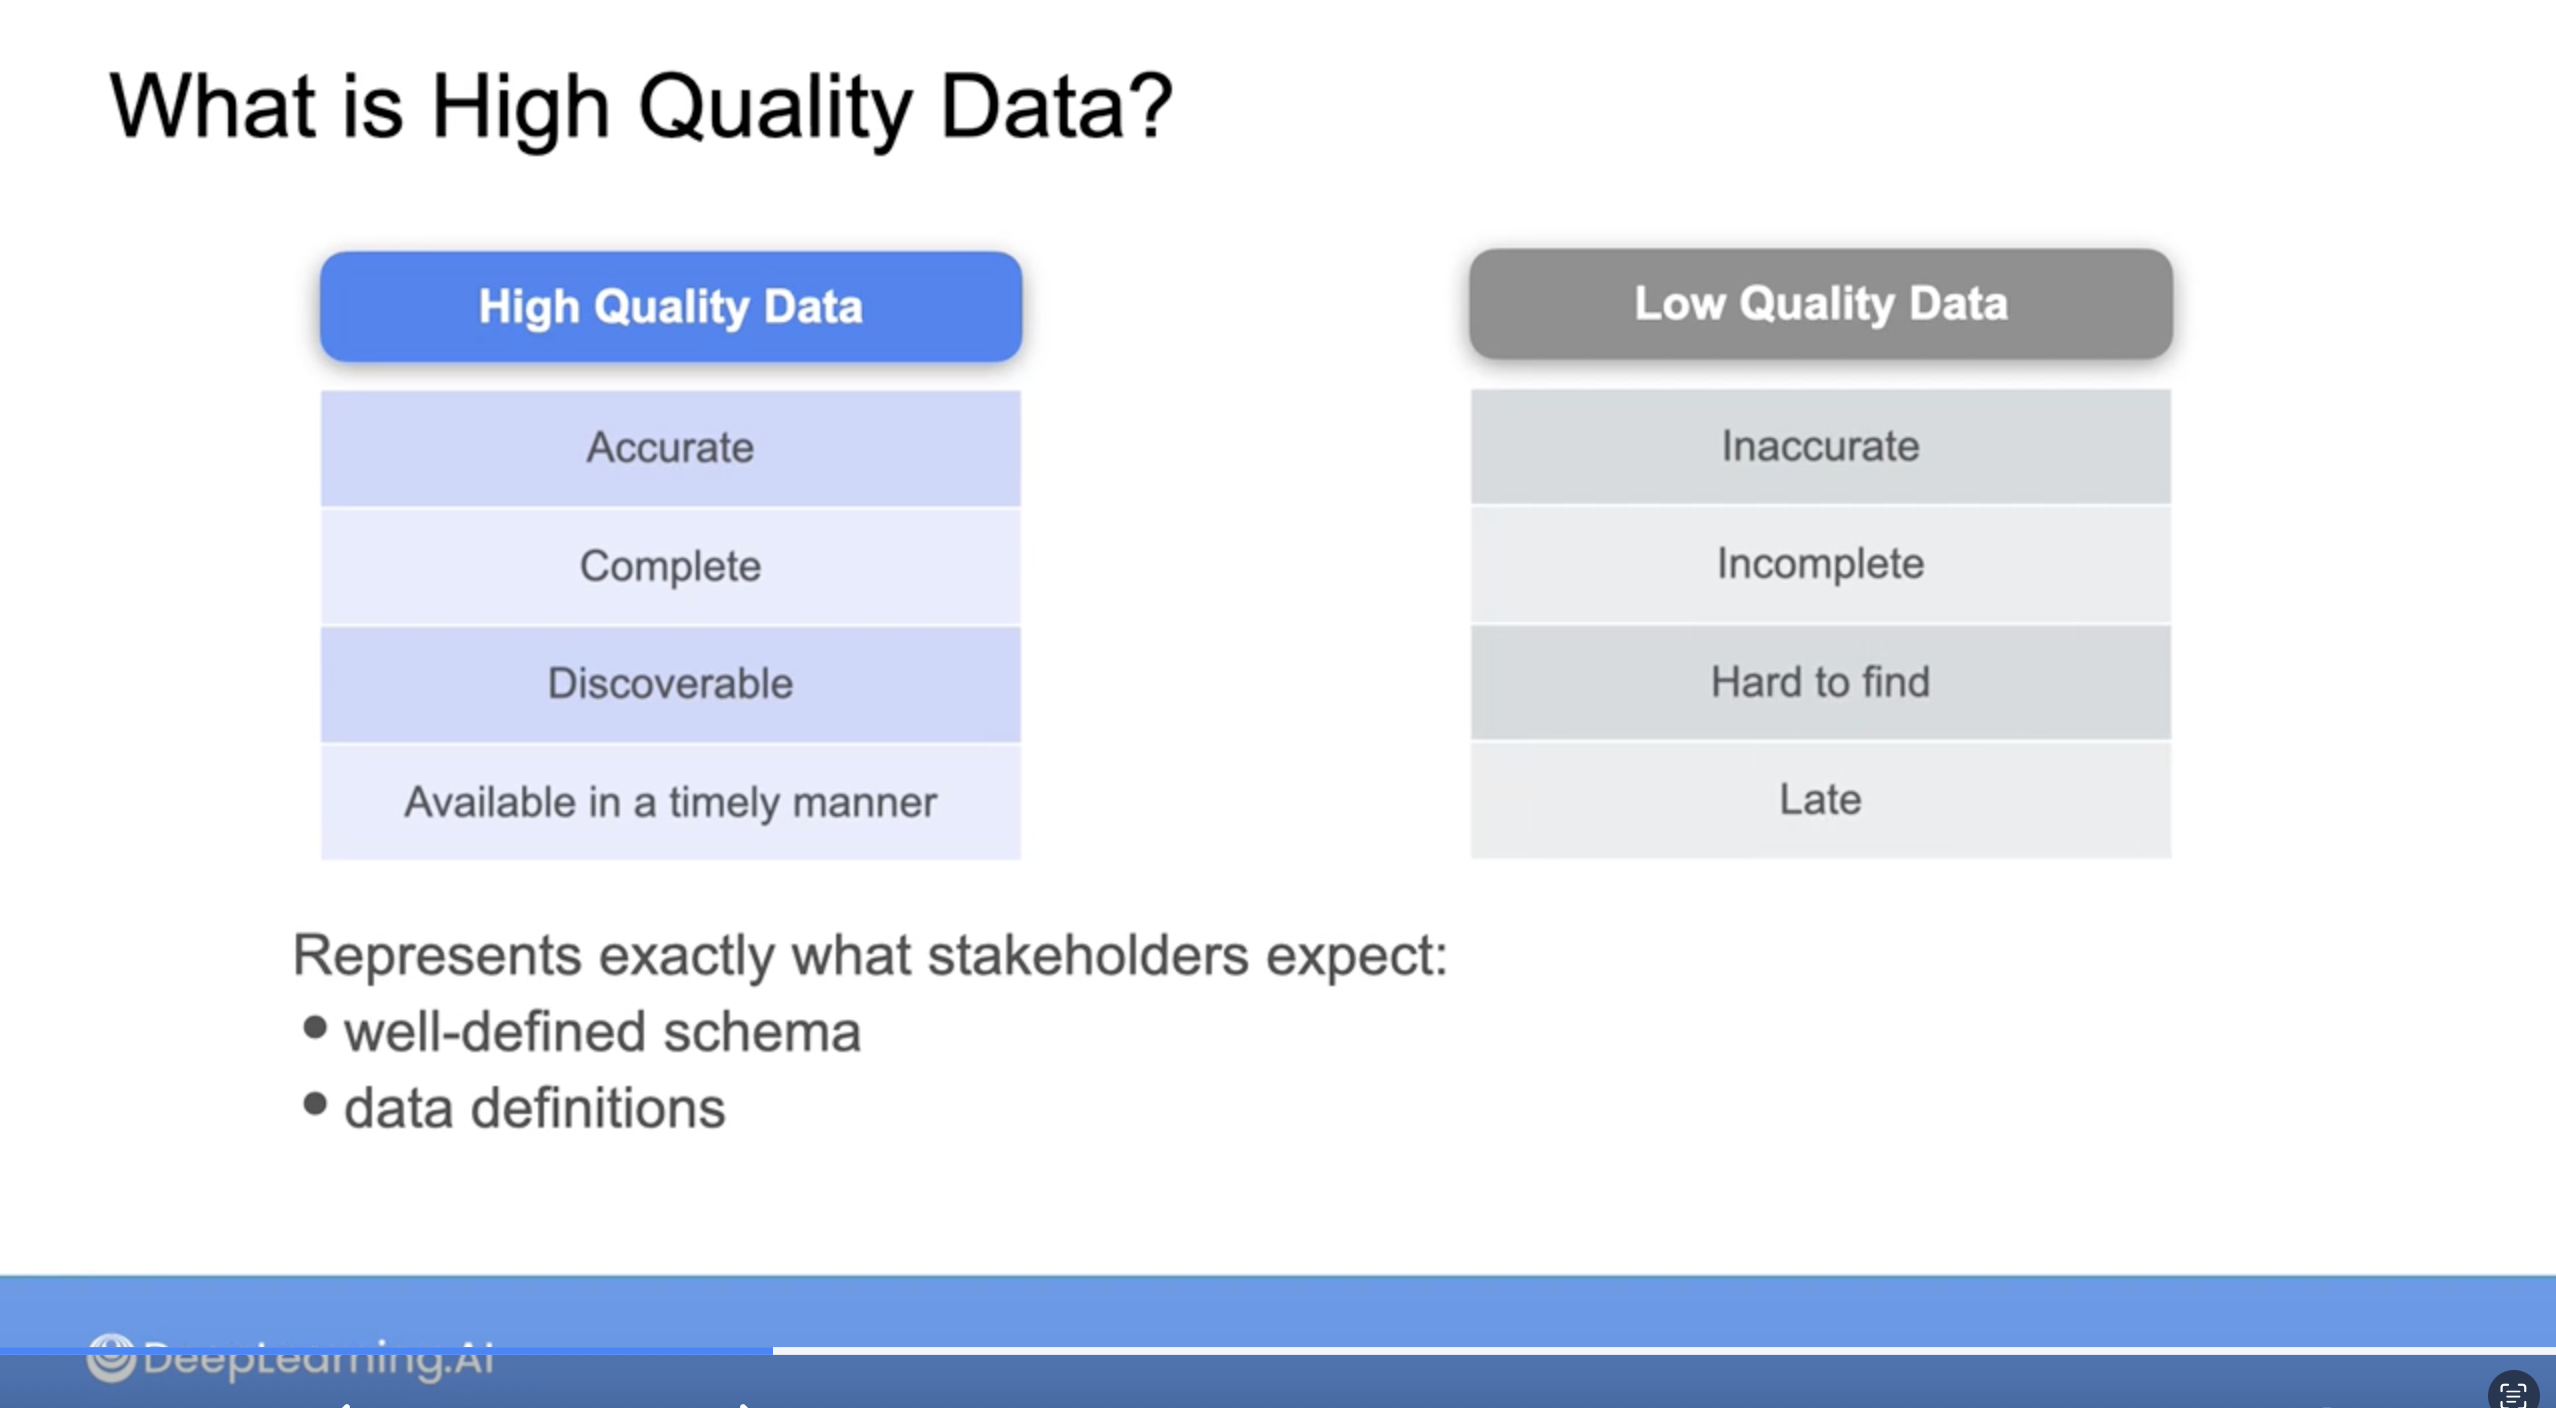 What is High Quality Data?
High Quality Data
Accurate
Complete
Discoverable
Available in a timely manner
Low Quality Data
Inaccurate
Incomplete
Hard to find
Late
Represents exactly what stakeholders expect:
• well-defined schema
• data definitions
DeepLearning.AI